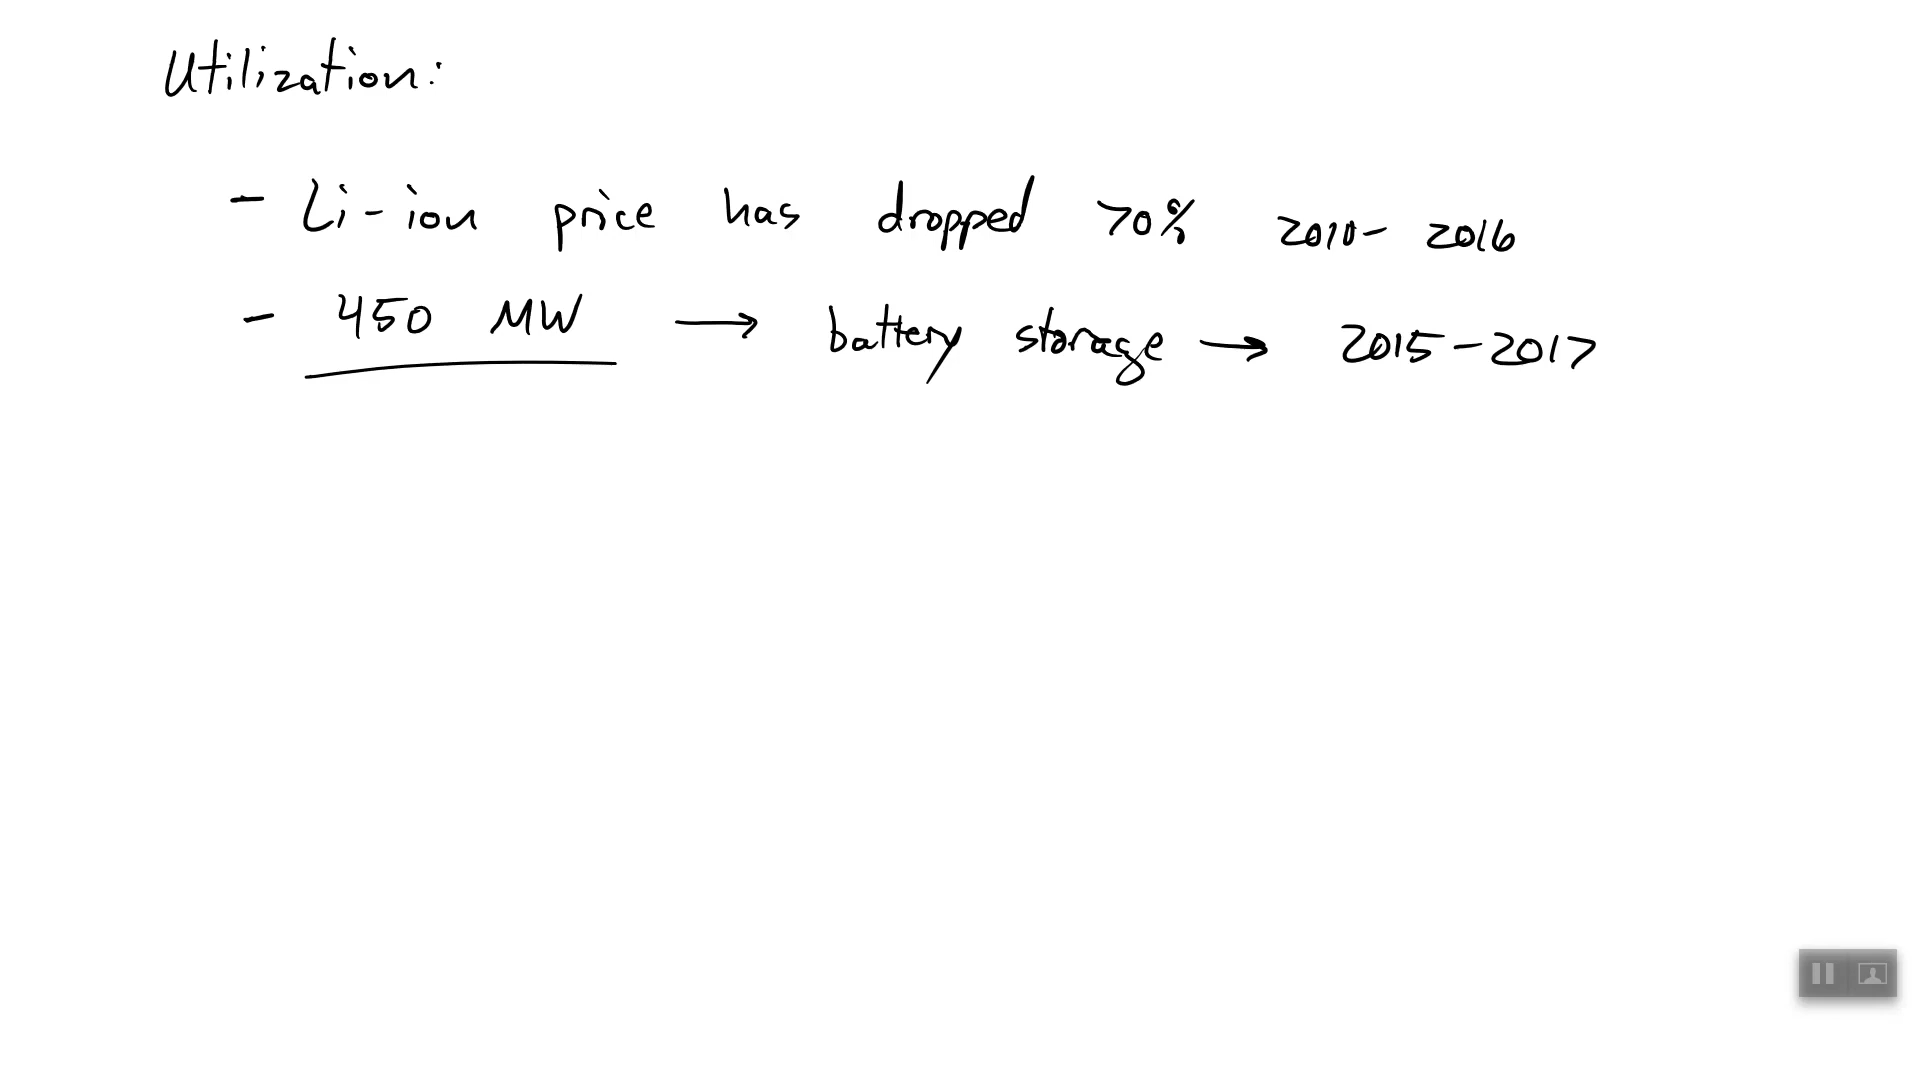 Utilization:
- Li-ion price has dropped 70% 2010-2016
- 450 MW → battery storage → 2015-2017